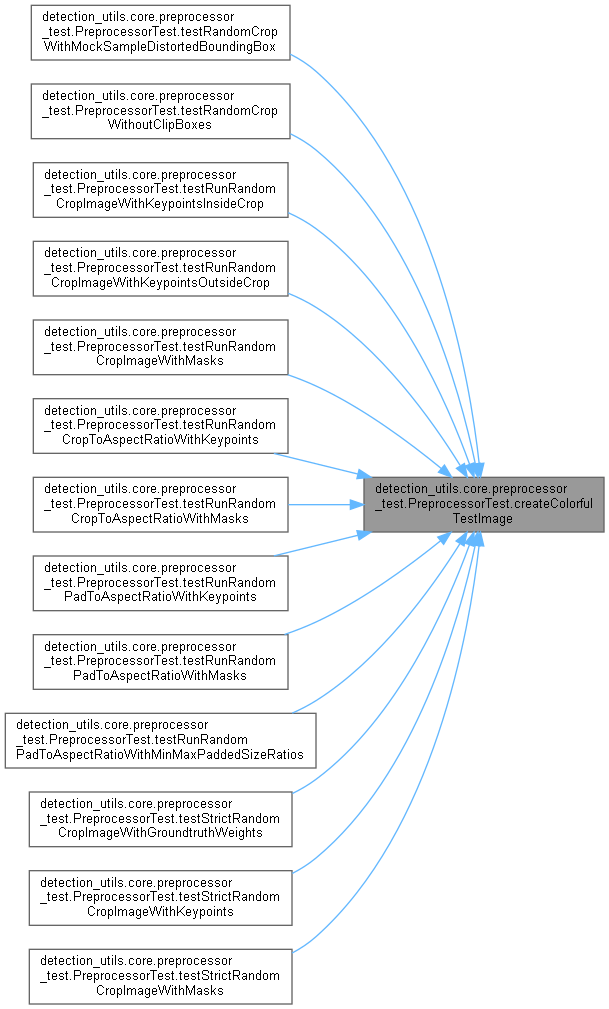 detection_utils.core.preprocessor
_test.PreprocessorTest.testRandomCrop
WithMockSampleDistortedBoundingBox
detection_utils.core.preprocessor
_test.PreprocessorTest.testRandomCrop
WithoutClipBoxes
detection_utils.core.preprocessor
_test.PreprocessorTest.testRunRandom
CropImageWithKeypointsInsideCrop
detection_utils.core.preprocessor
_test.PreprocessorTest.testRunRandom
CropImageWithKeypointsOutsideCrop
detection_utils.core.preprocessor
_test.PreprocessorTest.testRunRandom
CropImageWithMasks
detection_utils.core.preprocessor
_test.PreprocessorTest.testRunRandom
CropToAspectRatioWithKeypoints
detection_utils.core.preprocessor
_test.PreprocessorTest.createColorful
TestImage
detection_utils.core.preprocessor
_test.PreprocessorTest.testRunRandom
CropToAspectRatioWithMasks
detection_utils.core.preprocessor
_test.PreprocessorTest.testRunRandom
PadToAspectRatioWithKeypoints
detection_utils.core.preprocessor
_test.PreprocessorTest.testRunRandom
PadToAspectRatioWithMasks
detection_utils.core.preprocessor
_test.PreprocessorTest.testRunRandom
PadToAspectRatioWithMinMaxPaddedSizeRatios
detection_utils.core.preprocessor
_test.PreprocessorTest.testStrictRandom
CropImageWithGroundtruthWeights
detection_utils.core.preprocessor
_test.PreprocessorTest.testStrictRandom
CropImageWithKeypoints
detection_utils.core.preprocessor
_test.PreprocessorTest.testStrictRandom
CropImageWithMasks